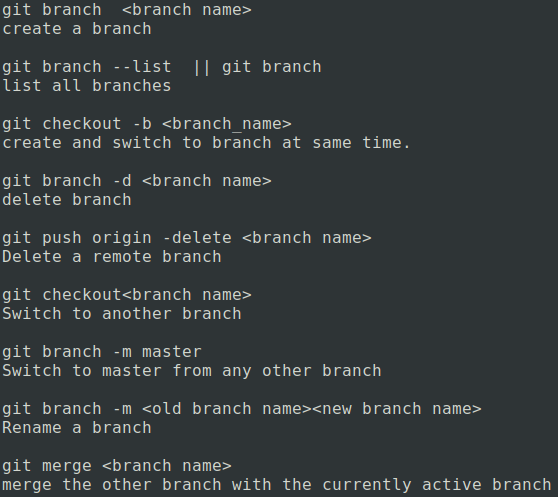 git branch  <branch name>
create a branch
git branch --list  || git branch
list all branches
git checkout -b <branch_name>
create and switch to branch at same time.
git branch -d <branch name>
delete branch
git push origin -delete <branch name>
Delete a remote branch
git checkout<branch name>
Switch to another branch
git branch -m master
Switch to master from any other branch
git branch -m <old branch name><new branch name>
Rename a branch
git merge <branch name>
merge the other branch with the currently active branch